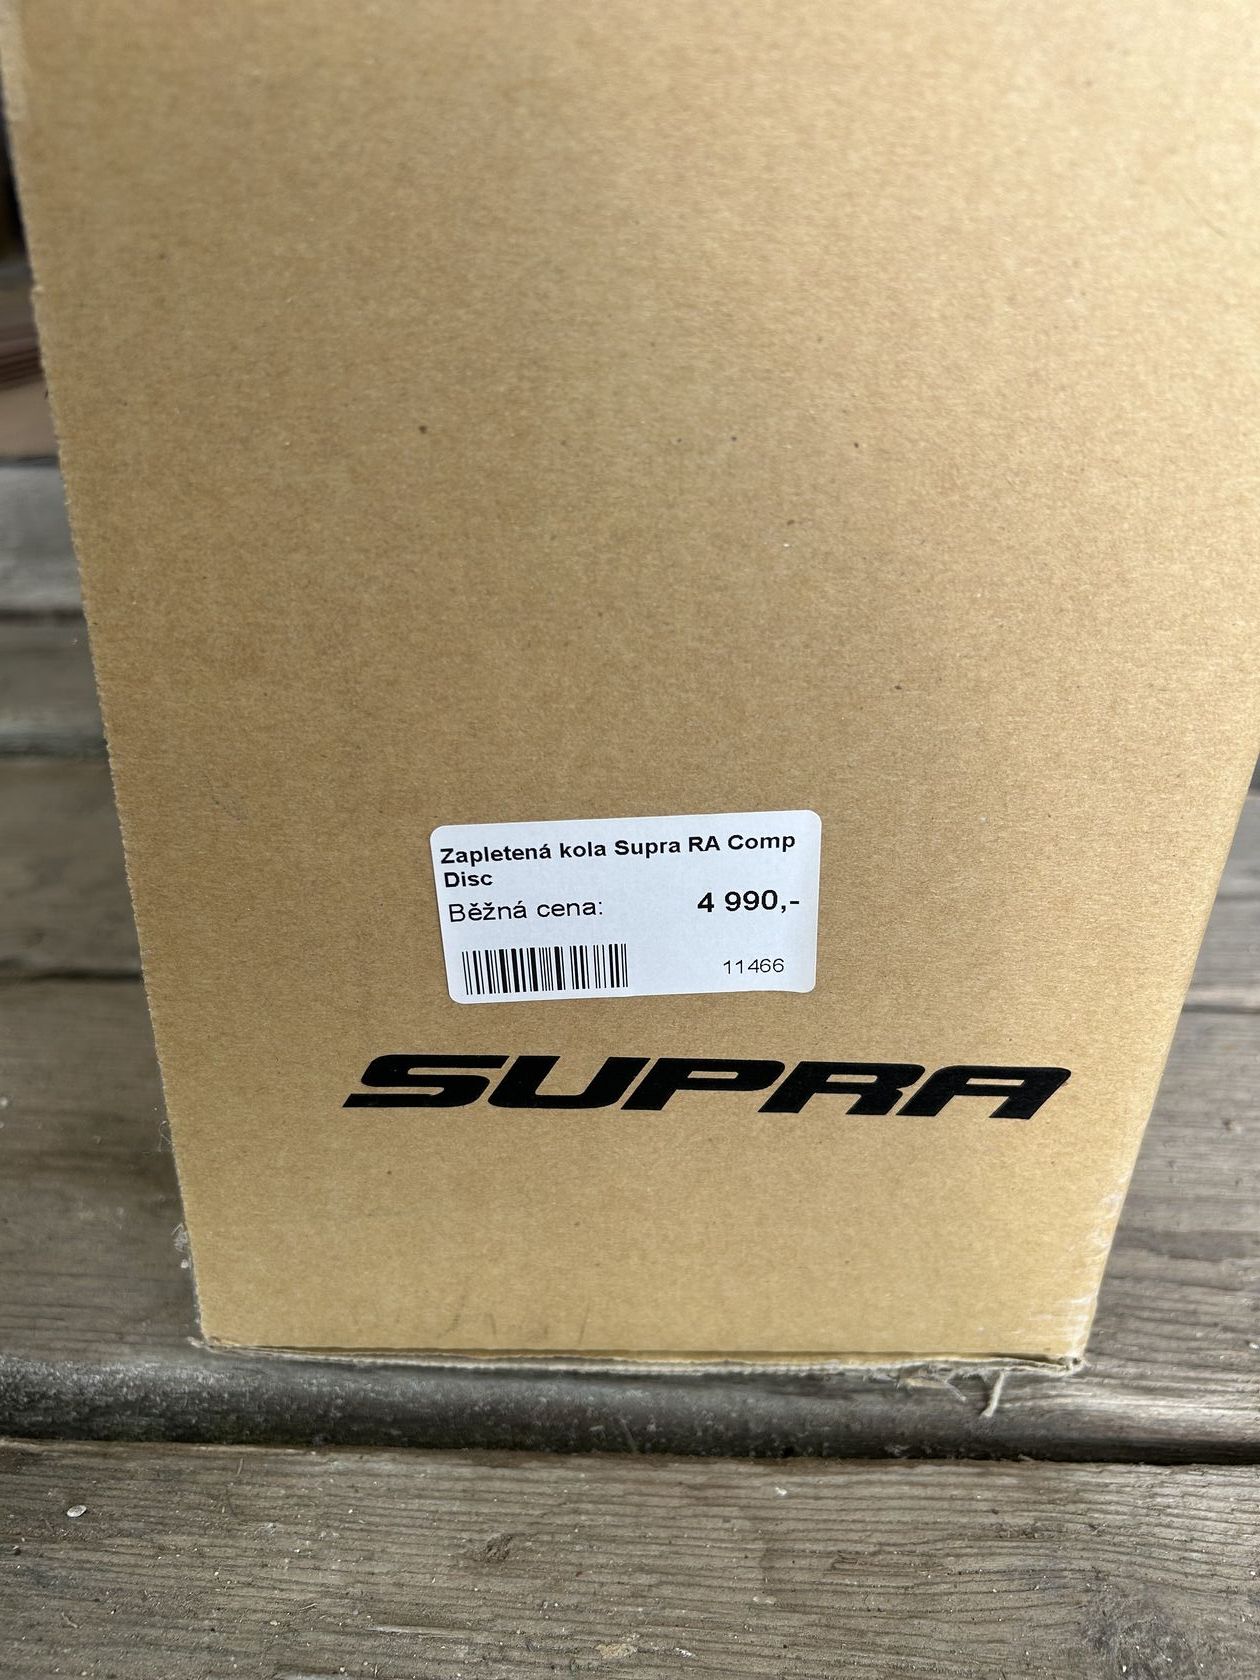 Zapletená kola Supra RA Comp
Disc
Běžná cena: 4 990,-
11466
SUPRA